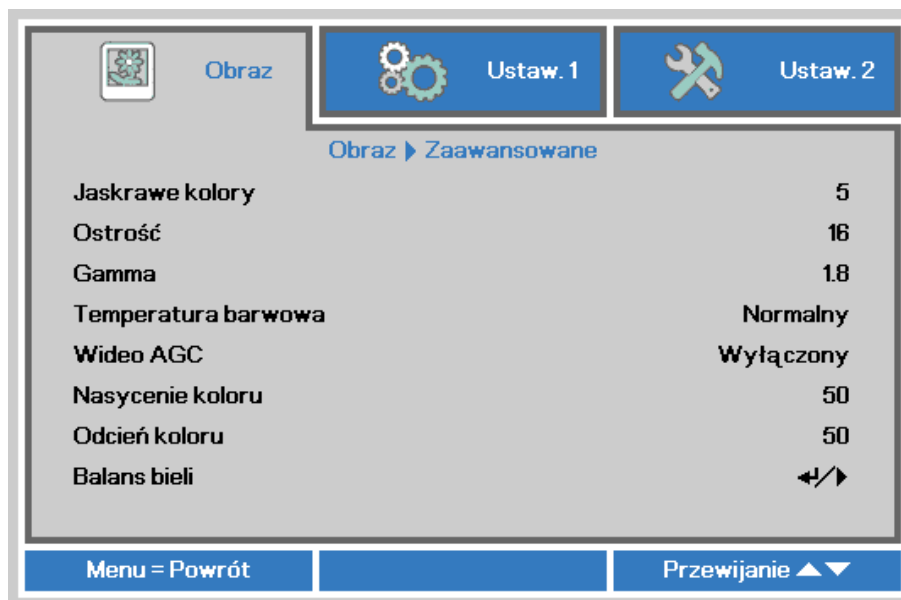 Obraz
Ustaw. 1
Ustaw. 2
Obraz ▶ Zaawansowane
Jaskrawe kolory 5
Ostrość 16
Gamma 1.8
Temperatura barwowa Normalny
Wideo AGC Wyłączony
Nasycenie koloru 50
Odcień koloru 50
Balans bieli ↵/▶
Menu = Powrót
Przewijanie ▲▼